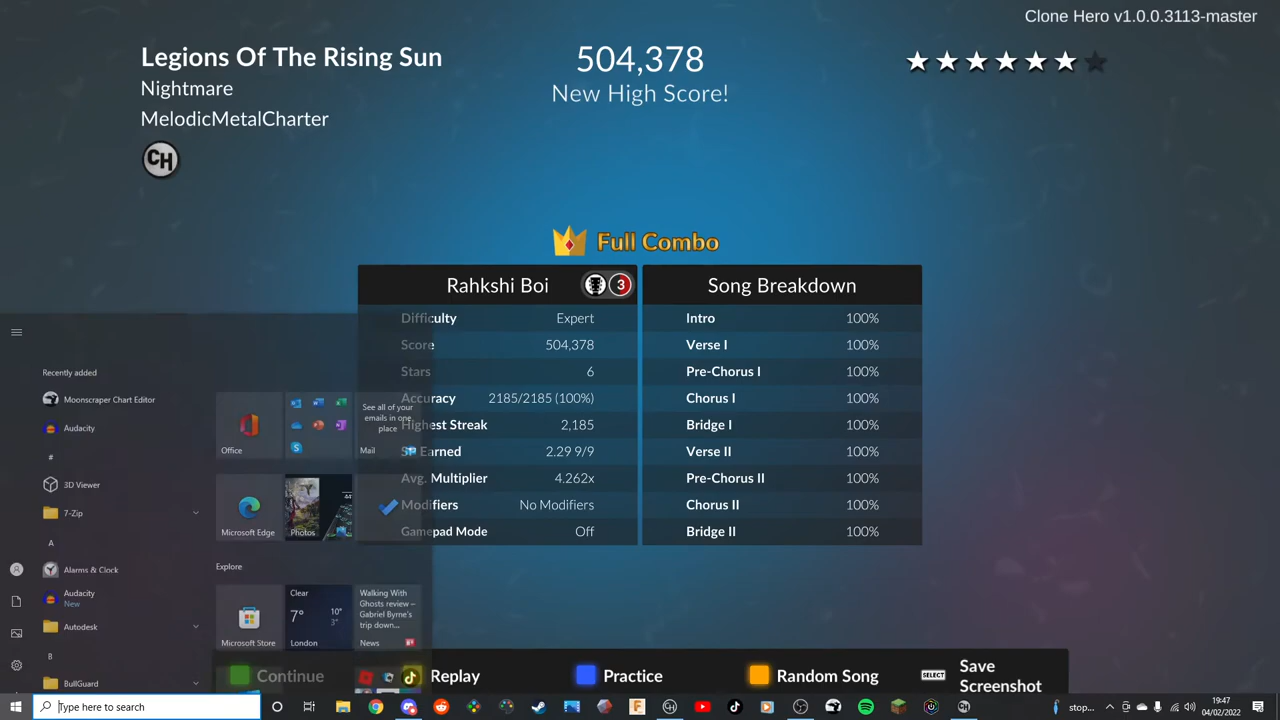 Clone Hero v1.0.0.3113-master
Legions Of The Rising Sun
Nightmare
MelodicMetalCharter
CH
504,378
New High Score!
Full Combo
Rahkshi Boi
3
Difficulty Expert
Score 504,378
Stars 6
Accuracy 2185/2185 (100%)
Highest Streak 2,185
Earned 2.29 9/9
Avg. Multiplier 4.262x
Modifiers No Modifiers
Gamepad Mode Off
Song Breakdown
Intro 100%
Verse I 100%
Pre-Chorus I 100%
Chorus I 100%
Bridge I 100%
Verse II 100%
Pre-Chorus II 100%
Chorus II 100%
Bridge II 100%
Recently added
Moonscraper Chart Editor
Audacity
#
3D Viewer
7-Zip
A
Alarms & Clock
Audacity
New
Autodesk
B
BullGuard
Office
See all of your
emails in one
place
Mail
Microsoft Edge
Photos
Explore
Microsoft Store
Clear
7°
10°
3°
London
Walking With
Ghosts review –
Gabriel Byrne's
trip down...
News
Continue
Replay
Practice
Random Song
SELECT
Save
Screenshot
Type here to search
stop...
19:47
04/02/2022